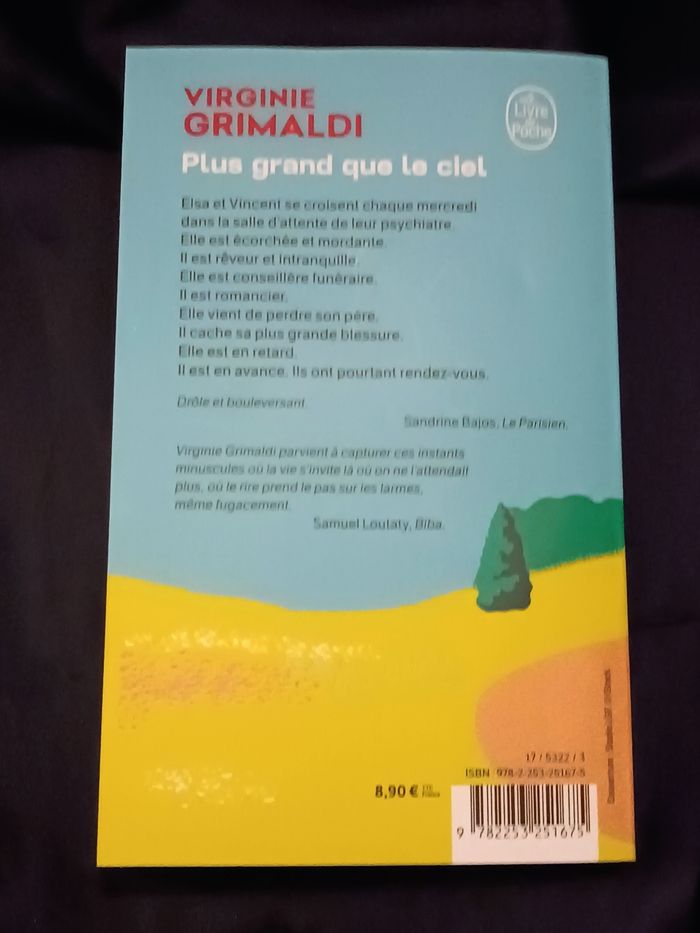 VIRGINIE
GRIMALDI
Le
Livre
de
Poche
Plus grand que le ciel
Elsa et Vincent se croisent chaque mercredi
dans la salle d'attente de leur psychiatre.
Elle est écorchée et mordante.
Il est rêveur et intranquille.
Elle est conseillère funéraire.
Il est romancier.
Elle vient de perdre son père.
Il cache sa plus grande blessure.
Elle est en retard.
Il est en avance. Ils ont pourtant rendez-vous.
Drôle et bouleversant.
Sandrine Bajos, Le Parisien.
Virginie Grimaldi parvient à capturer ces instants
minuscules où la vie s'invite là où on ne l'attendait
plus, où le rire prend le pas sur les larmes,
même fugacement.
Samuel Loutaty, Biba.
Couverture : Studio LGF
17 / 5322 / 3
ISBN 978-2-253-25167-5
8,90 € TTC
France
9 782253 251675